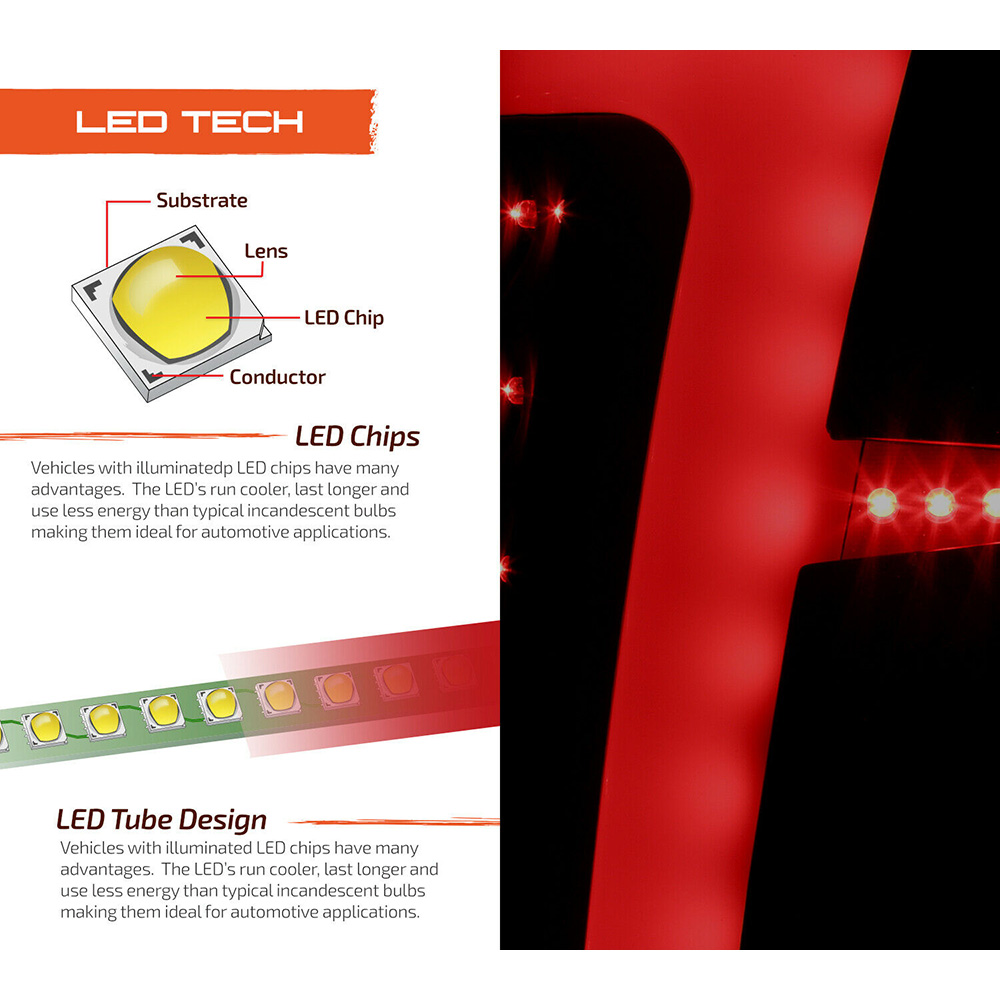 LED TECH
Substrate
Lens
LED Chip
Conductor
LED Chips
Vehicles with illuminatedp LED chips have many
advantages. The LED's run cooler, last longer and
use less energy than typical incandescent bulbs
making them ideal for automotive applications.
LED Tube Design
Vehicles with illuminated LED chips have many
advantages. The LED's run cooler, last longer and
use less energy than typical incandescent bulbs
making them ideal for automotive applications.